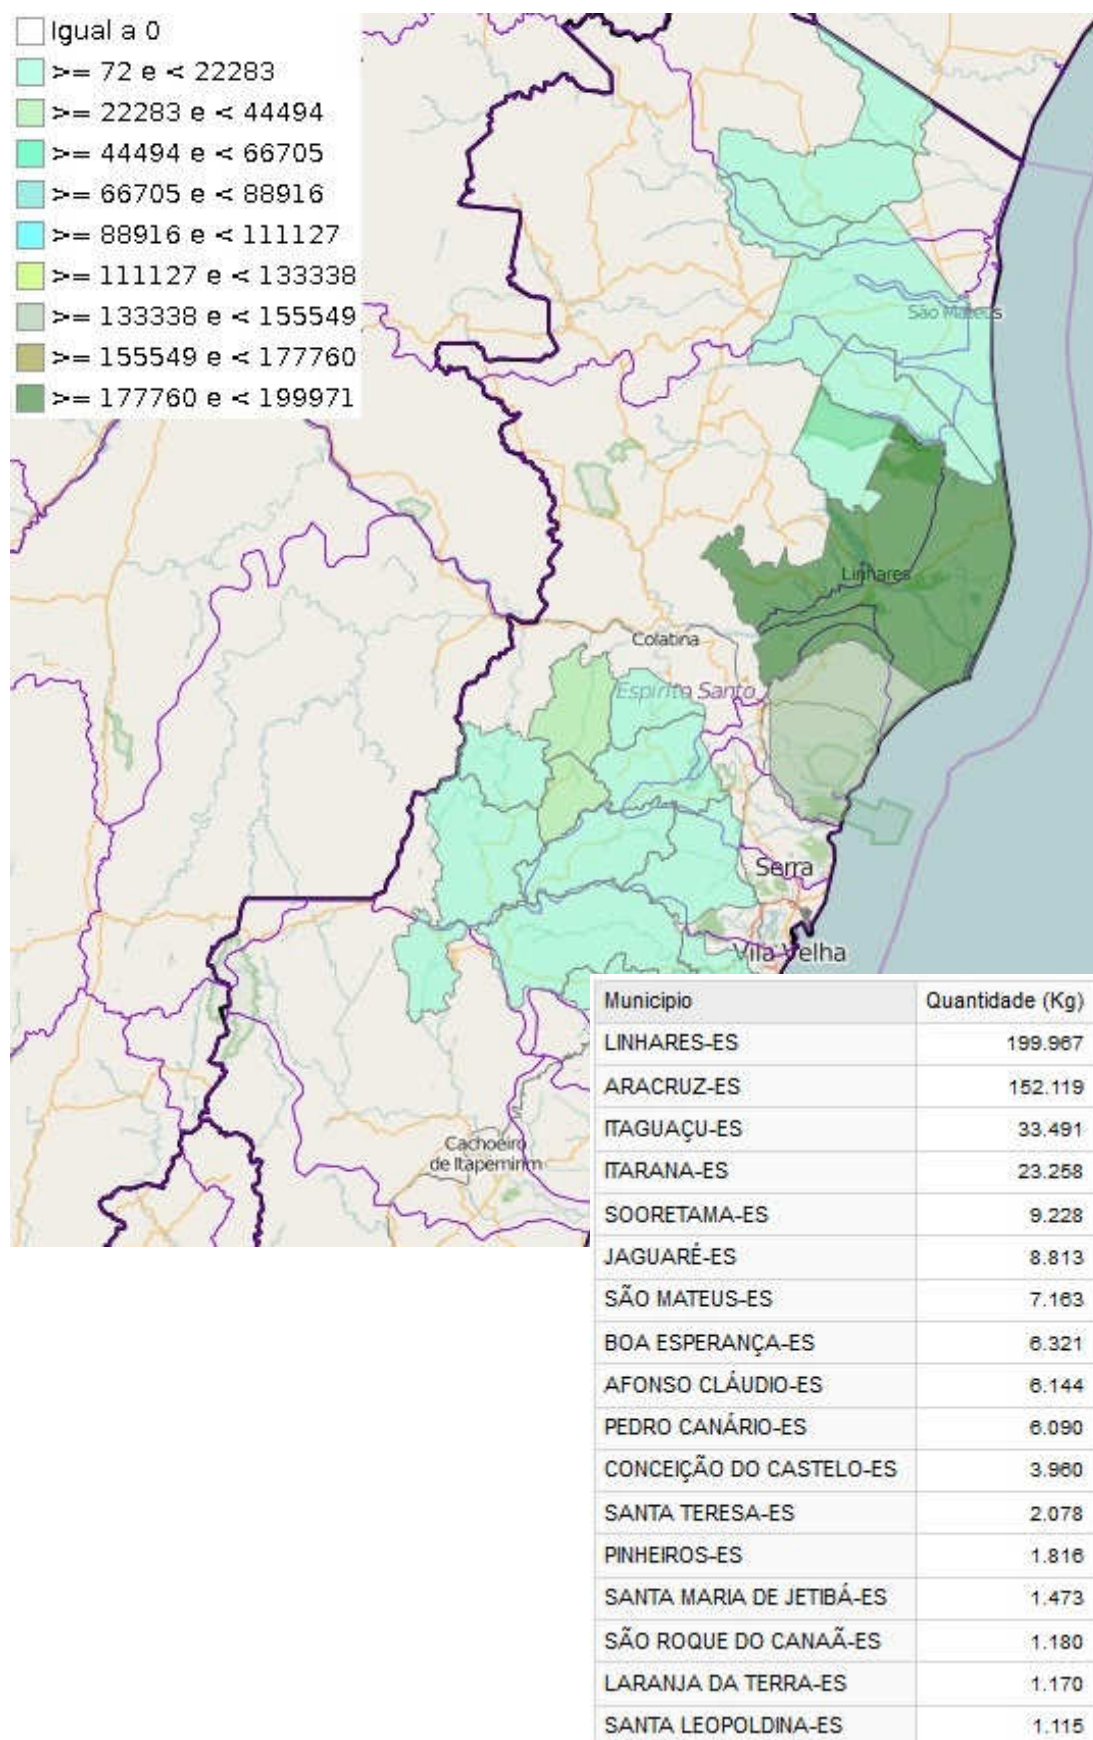 Igual a 0
>= 72 e < 22283
>= 22283 e < 44494
>= 44494 e < 66705
>= 66705 e < 88916
>= 88916 e < 111127
>= 111127 e < 133338
>= 133338 e < 155549
>= 155549 e < 177760
>= 177760 e < 199971
São Mateus
Linhares
Colatina
Espírito Santo
Serra
Vila Velha
Cachoeiro
de Itapemirim
Municipio Quantidade (Kg)
LINHARES-ES 199.967
ARACRUZ-ES 152.119
ITAGUAÇU-ES 33.491
ITARANA-ES 23.258
SOORETAMA-ES 9.228
JAGUARÉ-ES 8.813
SÃO MATEUS-ES 7.163
BOA ESPERANÇA-ES 6.321
AFONSO CLÁUDIO-ES 6.144
PEDRO CANÁRIO-ES 6.090
CONCEIÇÃO DO CASTELO-ES 3.960
SANTA TERESA-ES 2.078
PINHEIROS-ES 1.816
SANTA MARIA DE JETIBÁ-ES 1.473
SÃO ROQUE DO CANAÃ-ES 1.180
LARANJA DA TERRA-ES 1.170
SANTA LEOPOLDINA-ES 1.115